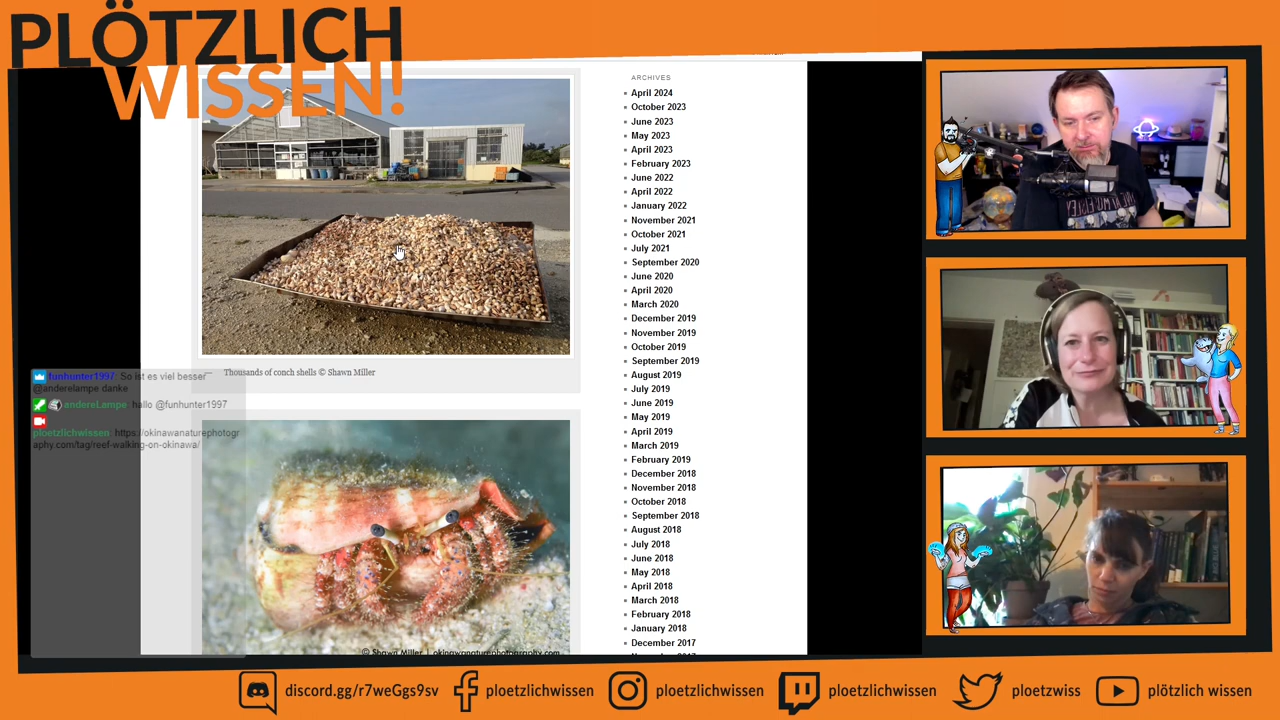 PLÖTZLICH
WISSEN!
ARCHIVES
April 2024
October 2023
June 2023
May 2023
April 2023
February 2023
June 2022
April 2022
January 2022
November 2021
October 2021
July 2021
September 2020
June 2020
April 2020
March 2020
December 2019
November 2019
October 2019
September 2019
August 2019
July 2019
June 2019
May 2019
April 2019
March 2019
February 2019
December 2018
November 2018
October 2018
September 2018
August 2018
July 2018
June 2018
May 2018
April 2018
March 2018
February 2018
January 2018
December 2017
Thousands of conch shells © Shawn Miller
funhunter1997: So ist es viel besser
@anderelampe danke
andereLampe: hallo @funhunter1997
ploetzlichwissen: https://okinawanaturephotogr
aphy.com/tag/reef-walking-on-okinawa/
© Shawn Miller | okinawanaturephotography.com
discord.gg/r7weGgs9sv
ploetzlichwissen
ploetzlichwissen
ploetzlichwissen
ploetzwiss
plötzlich wissen